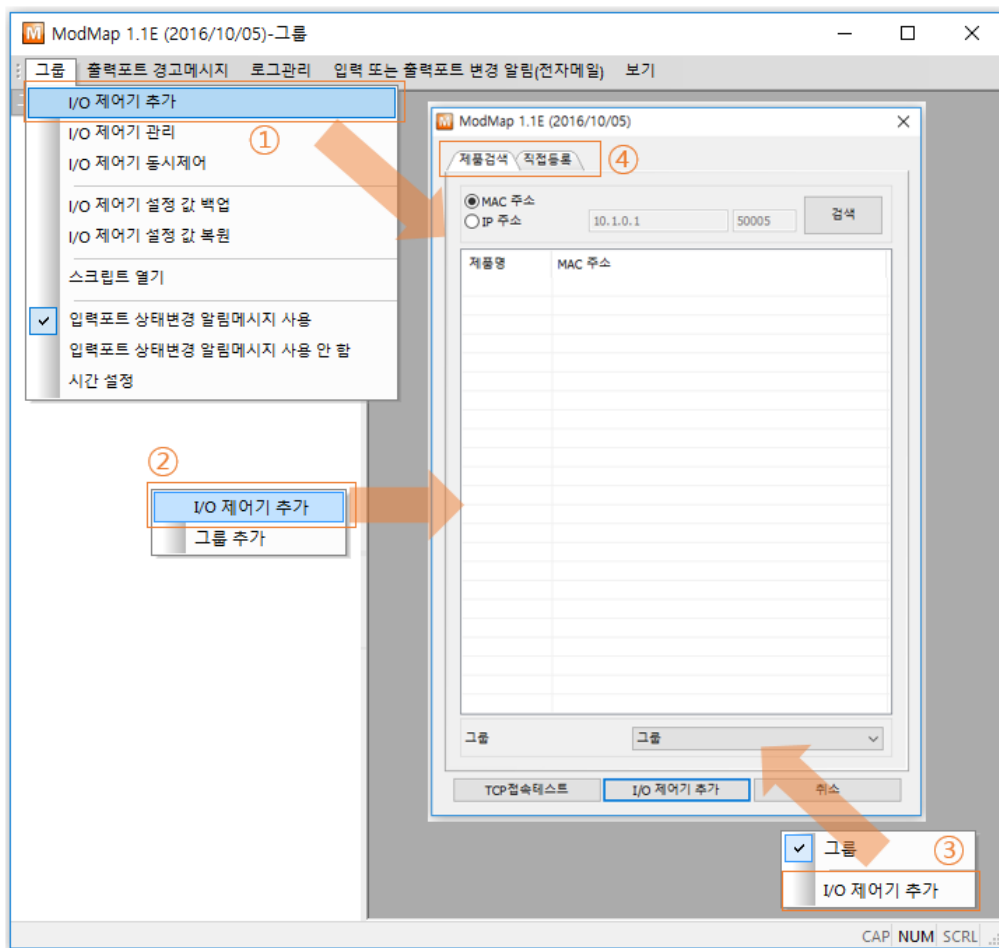 ModMap 1.1E (2016/10/05)-그룹
그룹 출력포트 경고메시지 로그관리 입력 또는 출력포트 변경 알림(전자메일) 보기
I/O 제어기 추가
I/O 제어기 관리
①
I/O 제어기 동시제어
I/O 제어기 설정 값 백업
I/O 제어기 설정 값 복원
스크립트 열기
입력포트 상태변경 알림메시지 사용
입력포트 상태변경 알림메시지 사용 안 함
시간 설정
②
I/O 제어기 추가
그룹 추가
ModMap 1.1E (2016/10/05)
제품검색 직접등록 ④
MAC 주소
IP 주소 10.1.0.1 50005 검색
제품명 MAC 주소
그룹 그룹
TCP접속테스트 I/O 제어기 추가 취소
그룹 ③
I/O 제어기 추가
CAP NUM SCRL